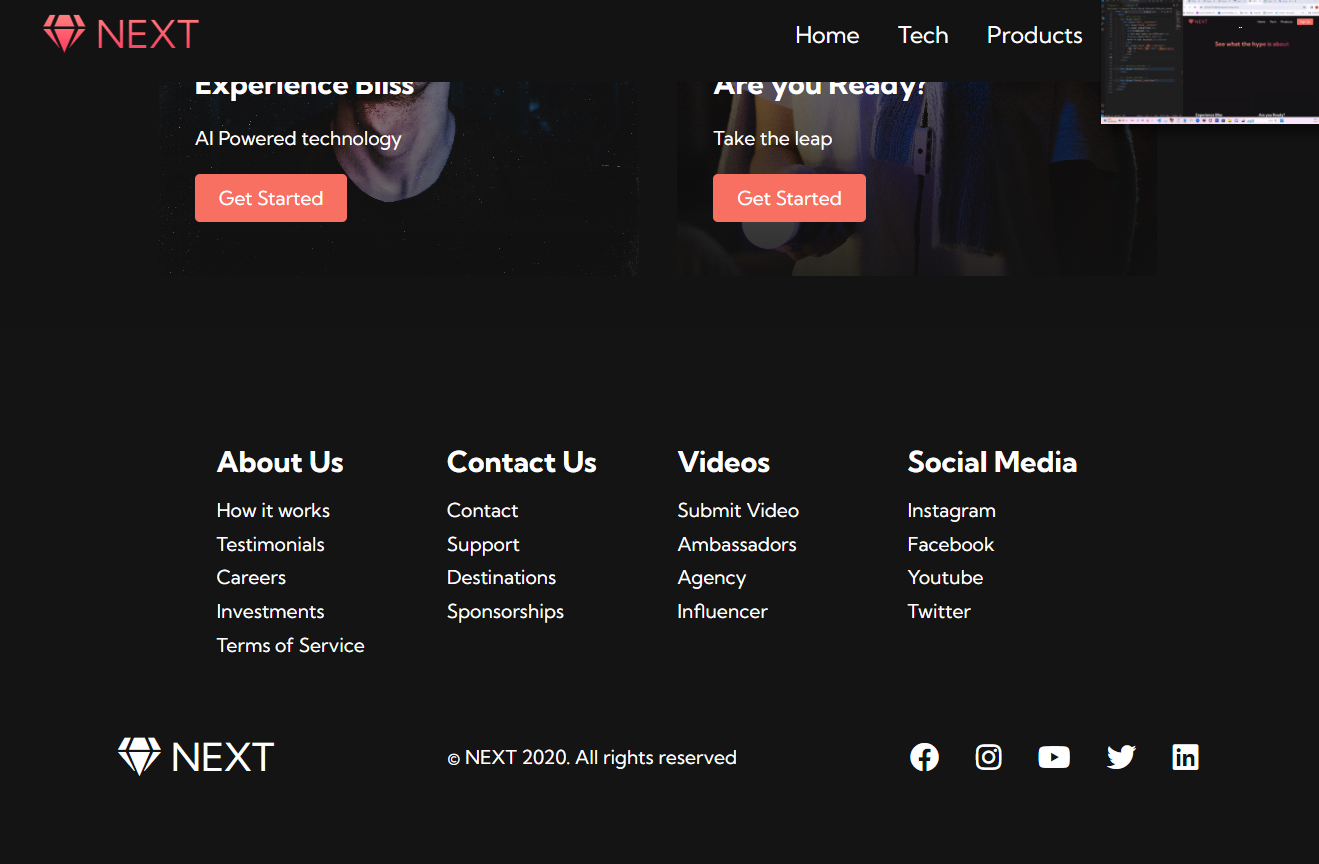 NEXT
Home Tech Products
Experience Bliss
AI Powered technology
Get Started
Are you Ready?
Take the leap
Get Started
See what the hype is about
About Us
How it works
Testimonials
Careers
Investments
Terms of Service
Contact Us
Contact
Support
Destinations
Sponsorships
Videos
Submit Video
Ambassadors
Agency
Influencer
Social Media
Instagram
Facebook
Youtube
Twitter
NEXT
© NEXT 2020. All rights reserved